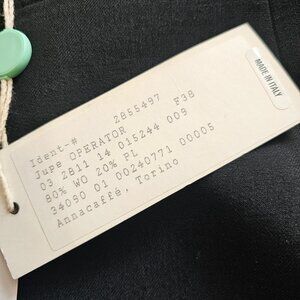 MADE IN ITALY
Ident-# 2855497
Jupe OPERATOR F38
03 2811 14 015244 009
80% WO 20% PL
34090 01 00240771 00005
Annacaffé, Torino